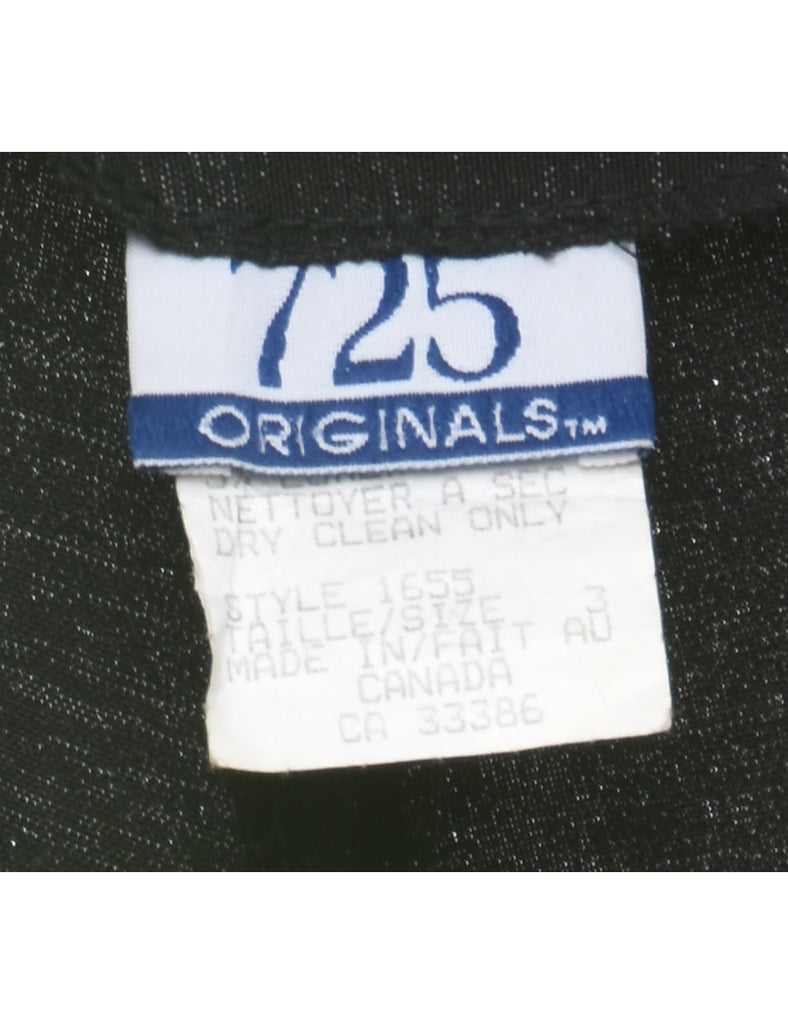 725
ORIGINALS™
NETTOYER A SEC
DRY CLEAN ONLY
STYLE 1655
TAILLE/SIZE 3
MADE IN/FAIT AU
CANADA
CA 33386